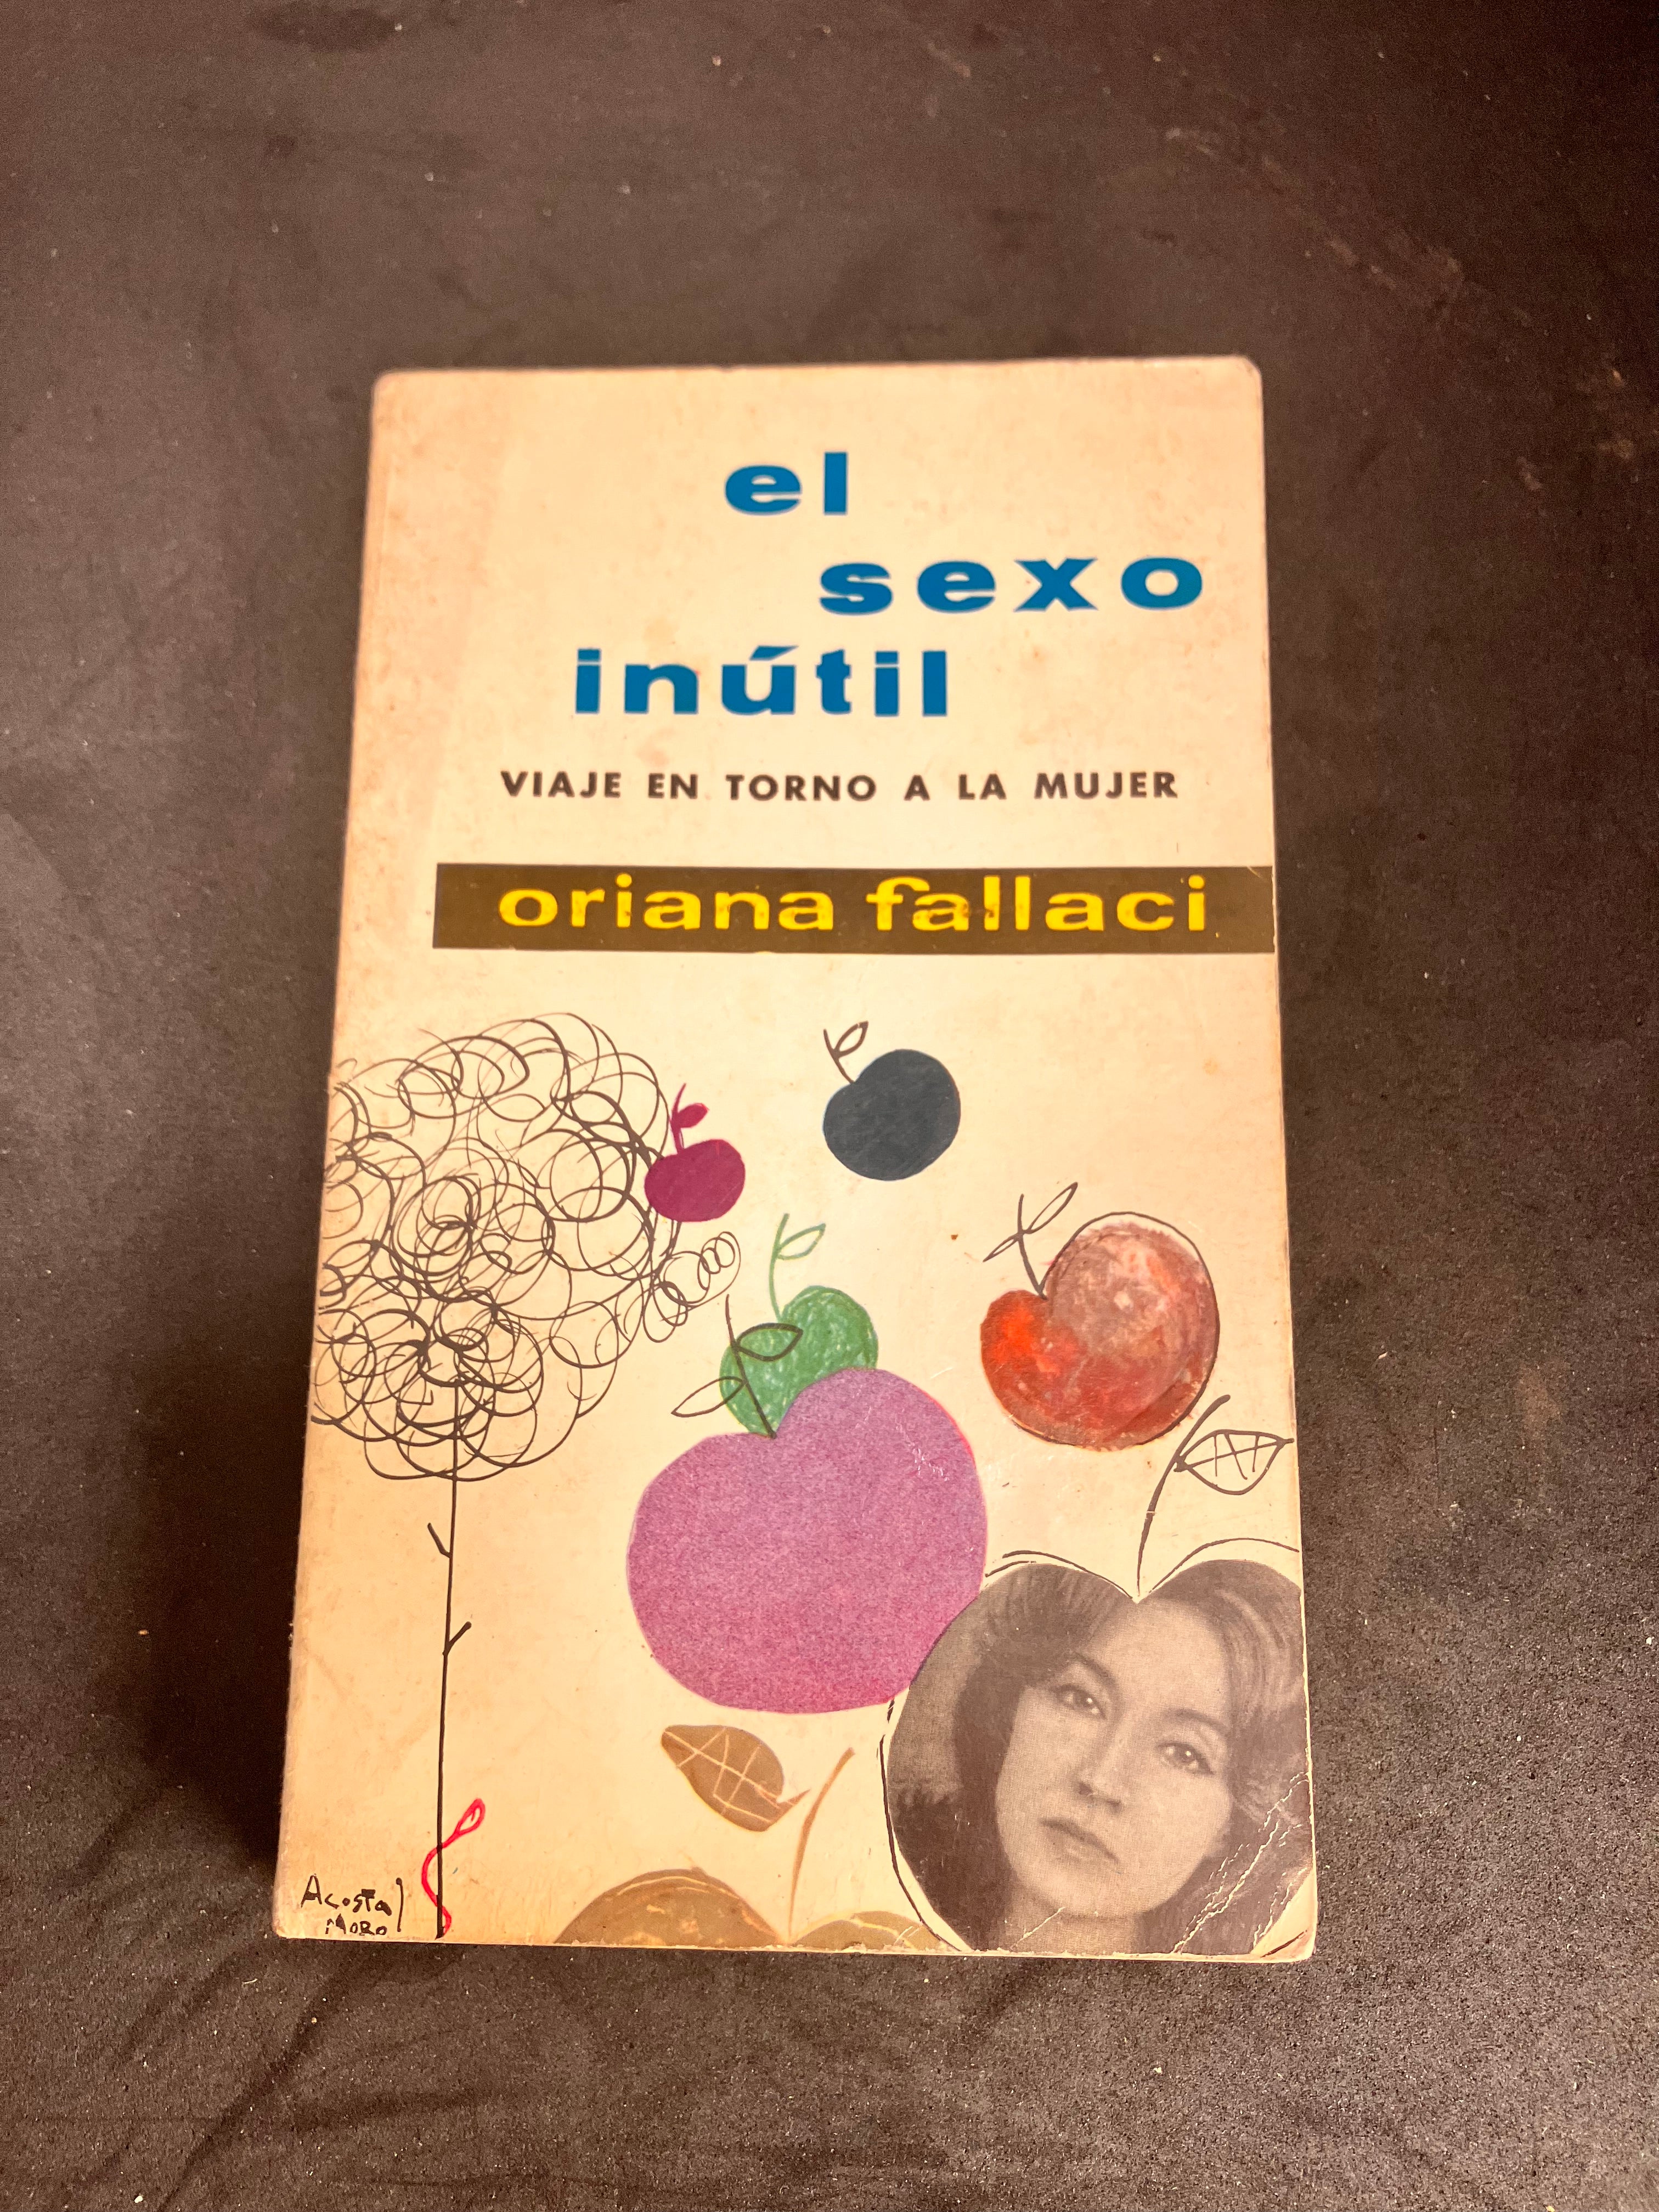 el
sexo
inútil
VIAJE EN TORNO A LA MUJER
oriana fallaci
Acosta
MORO